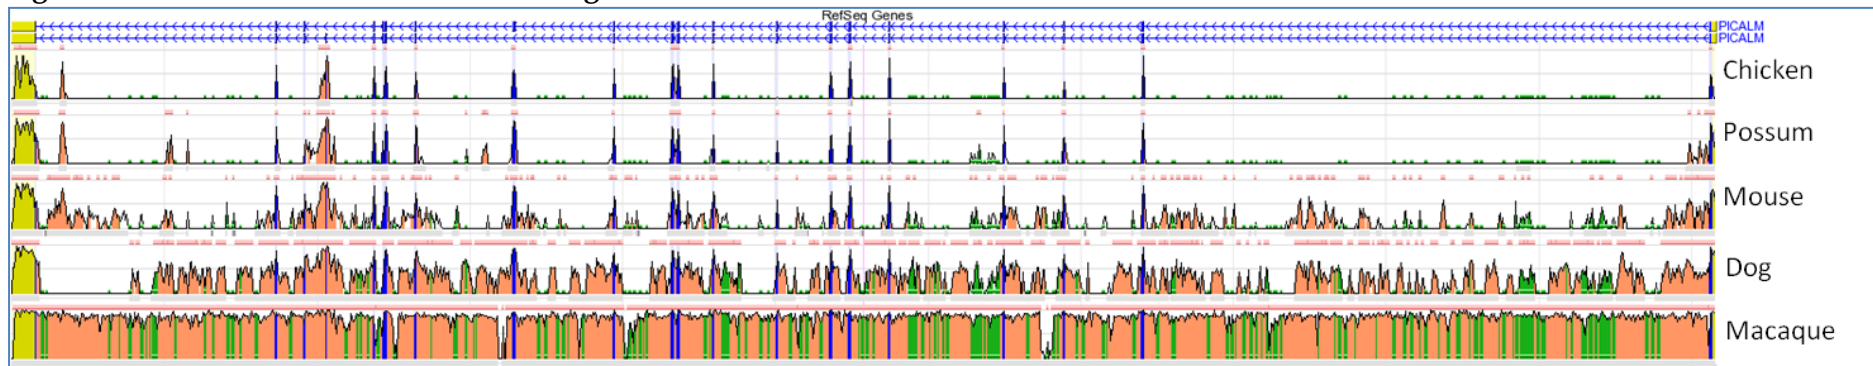 RefSeq Genes
PICALM
PICALM
Chicken
Possum
Mouse
Dog
Macaque